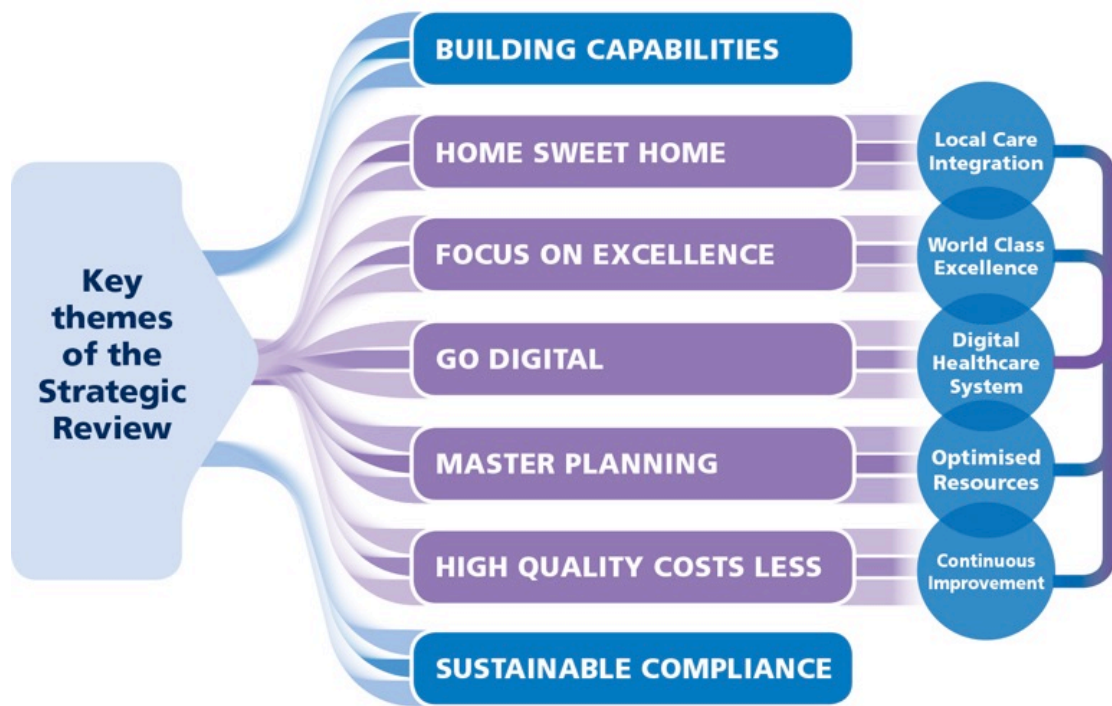 Key
themes
of the
Strategic
Review
BUILDING CAPABILITIES
HOME SWEET HOME
Local Care
Integration
FOCUS ON EXCELLENCE
World Class
Excellence
GO DIGITAL
Digital
Healthcare
System
MASTER PLANNING
Optimised
Resources
HIGH QUALITY COSTS LESS
Continuous
Improvement
SUSTAINABLE COMPLIANCE